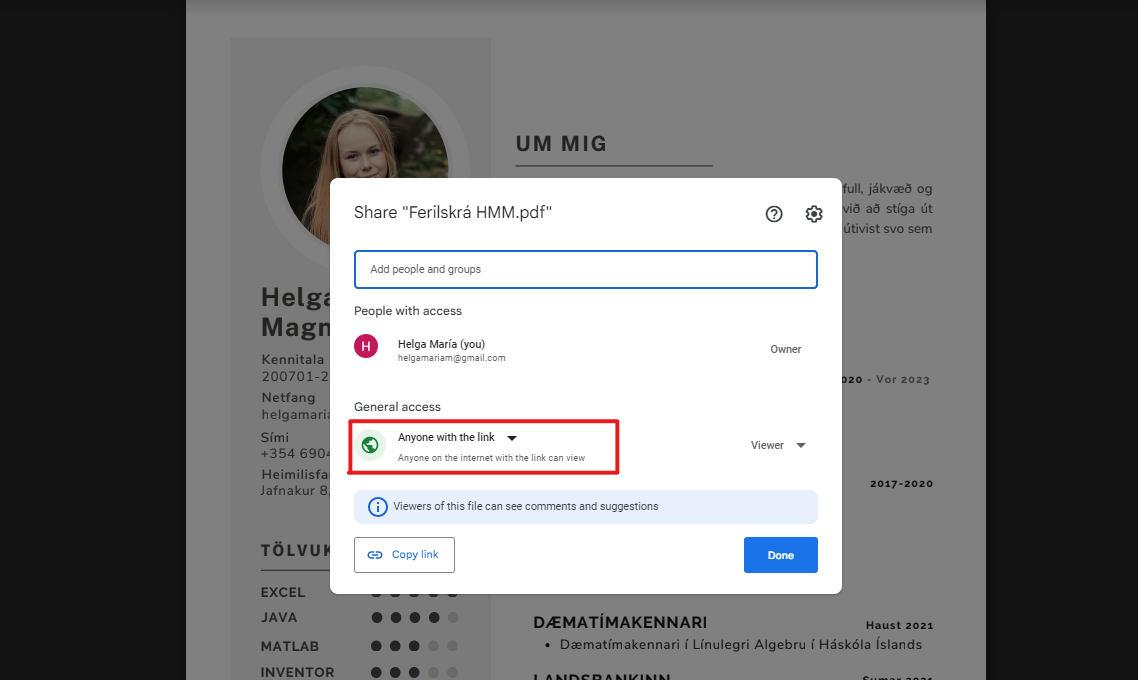 UM MIG
full, jákvæð og
við að stíga út
útivist svo sem
Share "Ferilskrá HMM.pdf"
Add people and groups
People with access
H
Helga María (you)
helgamariam@gmail.com
Owner
General access
Anyone with the link
Anyone on the internet with the link can view
Viewer
Viewers of this file can see comments and suggestions
Copy link
Done
Helga
Magn
Kennitala
200701-2
Netfang
helgamaria
Sími
+354 6904
Heimilisfa
Jafnakur 8,
2020 - Vor 2023
2017-2020
TÖLVUK
EXCEL
JAVA
MATLAB
INVENTOR
DÆMATÍMAKENNARI
Haust 2021
• Dæmatímakennari í Línulegri Algebru í Háskóla Íslands
LANDSBANKINN
Sumar 2021